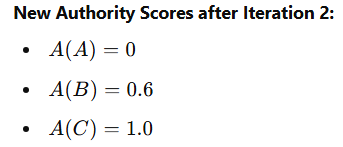 New Authority Scores after Iteration 2:
• A(A) = 0
• A(B) = 0.6
• A(C) = 1.0